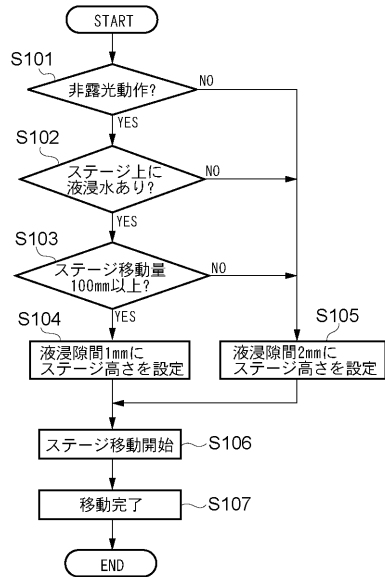 START
S101
非露光動作?
NO
YES
S102
ステージ上に
液浸水あり?
NO
YES
S103
ステージ移動量
100mm以上?
NO
YES
S104
液浸隙間1mmに
ステージ高さを設定
S105
液浸隙間2mmに
ステージ高さを設定
ステージ移動開始
S106
移動完了
S107
END